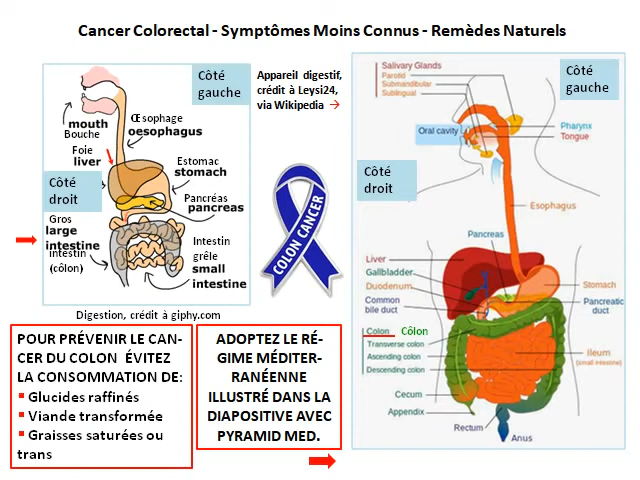 Cancer Colorectal - Symptômes Moins Connus - Remèdes Naturels
Côté
gauche
mouth
Bouche
Œsophage
oesophagus
Foie
liver
Estomac
stomach
Côté
droit
Pancréas
pancreas
Gros
large
intestine
intestin
(côlon)
Intestin
grêle
small
intestine
Digestion, crédit à giphy.com
Appareil digestif,
crédit à Leysi24,
via Wikipedia →
COLON CANCER
Salivary Glands
Parotid
Submandibular
Sublingual
Côté
gauche
Oral cavity
Pharynx
Tongue
Côté
droit
Esophagus
Pancreas
Liver
Gallbladder
Duodenum
Common
bile duct
Stomach
Pancreatic
duct
Colon
Côlon
Transverse colon
Ascending colon
Descending colon
Ileum
(small intestine)
Cecum
Appendix
Rectum
Anus
POUR PRÉVENIR LE CAN-
CER DU COLON ÉVITEZ
LA CONSOMMATION DE:
▪ Glucides raffinés
▪ Viande transformée
▪ Graisses saturées ou
trans
ADOPTEZ LE RÉ-
GIME MÉDITER-
RANÉENNE
ILLUSTRÉ DANS LA
DIAPOSITIVE AVEC
PYRAMID MED.